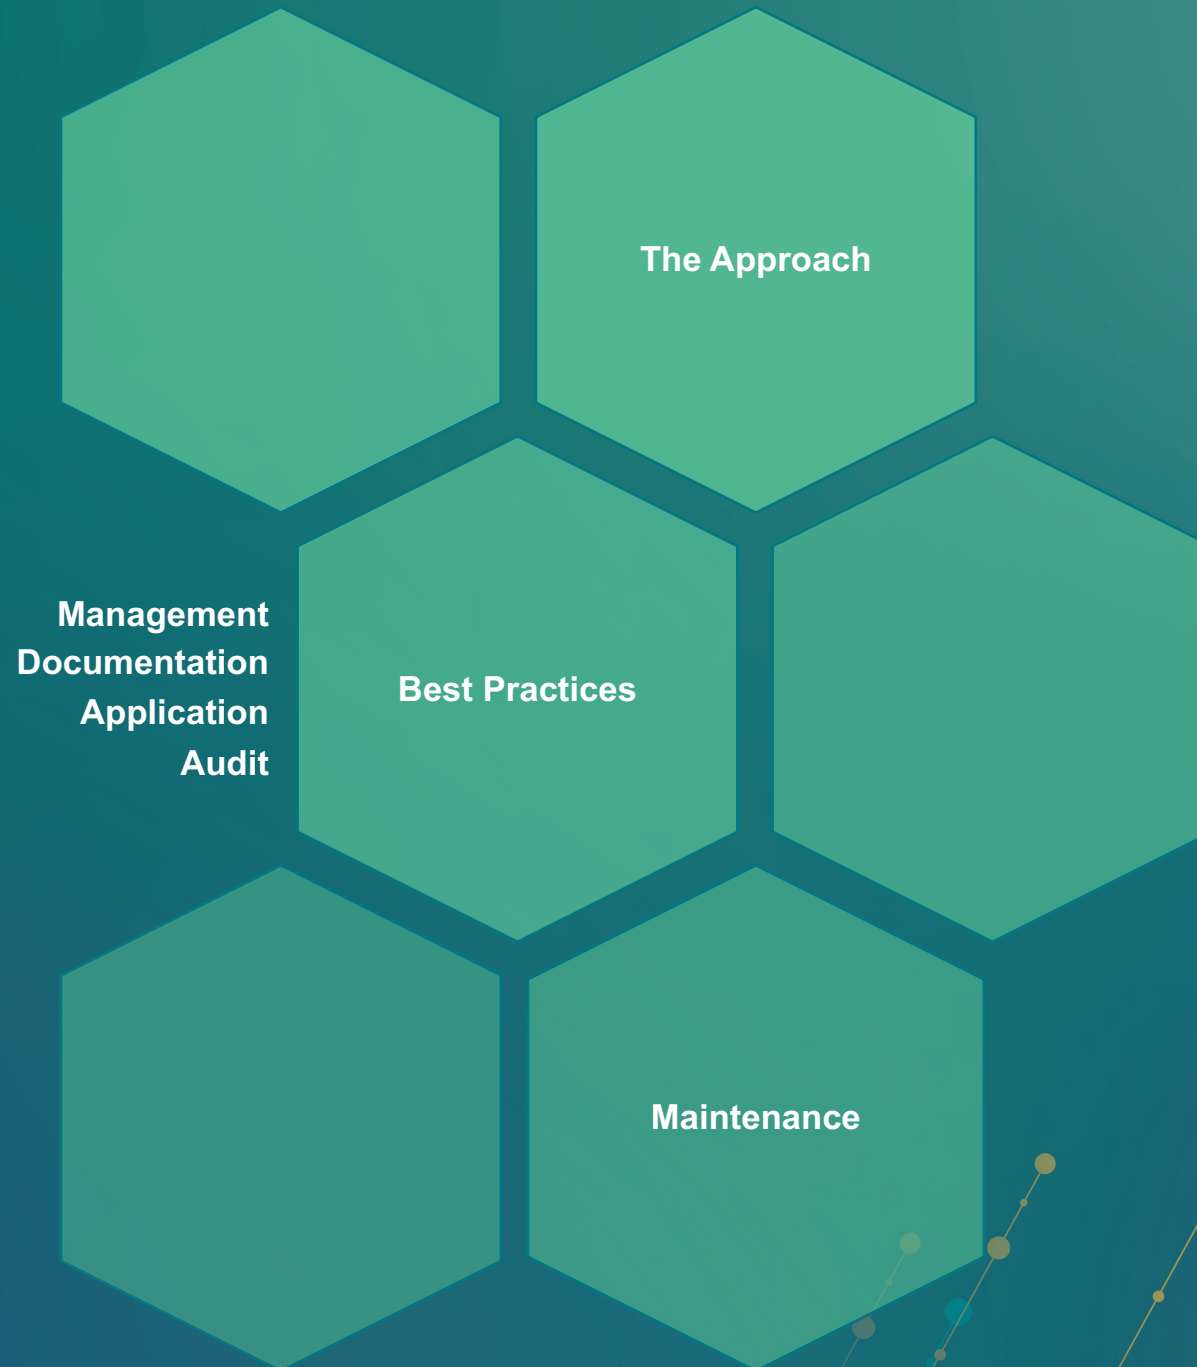 The Approach
Management
Documentation
Application
Audit
Best Practices
Maintenance